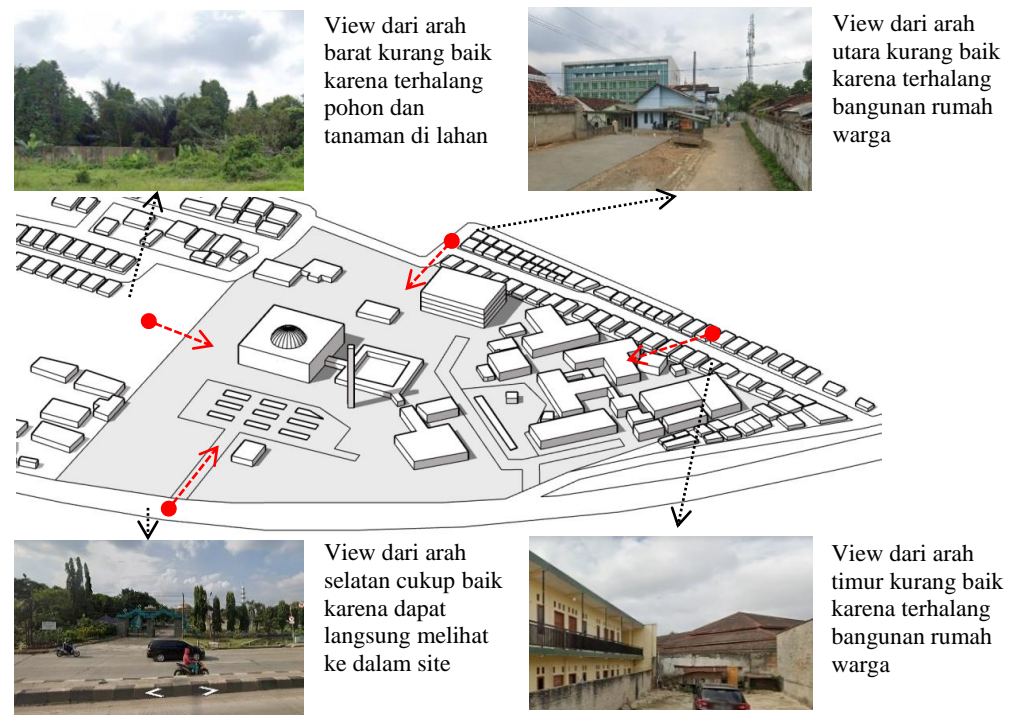 View dari arah
barat kurang baik
karena terhalang
pohon dan
tanaman di lahan
View dari arah
utara kurang baik
karena terhalang
bangunan rumah
warga
View dari arah
selatan cukup baik
karena dapat
langsung melihat
ke dalam site
View dari arah
timur kurang baik
karena terhalang
bangunan rumah
warga